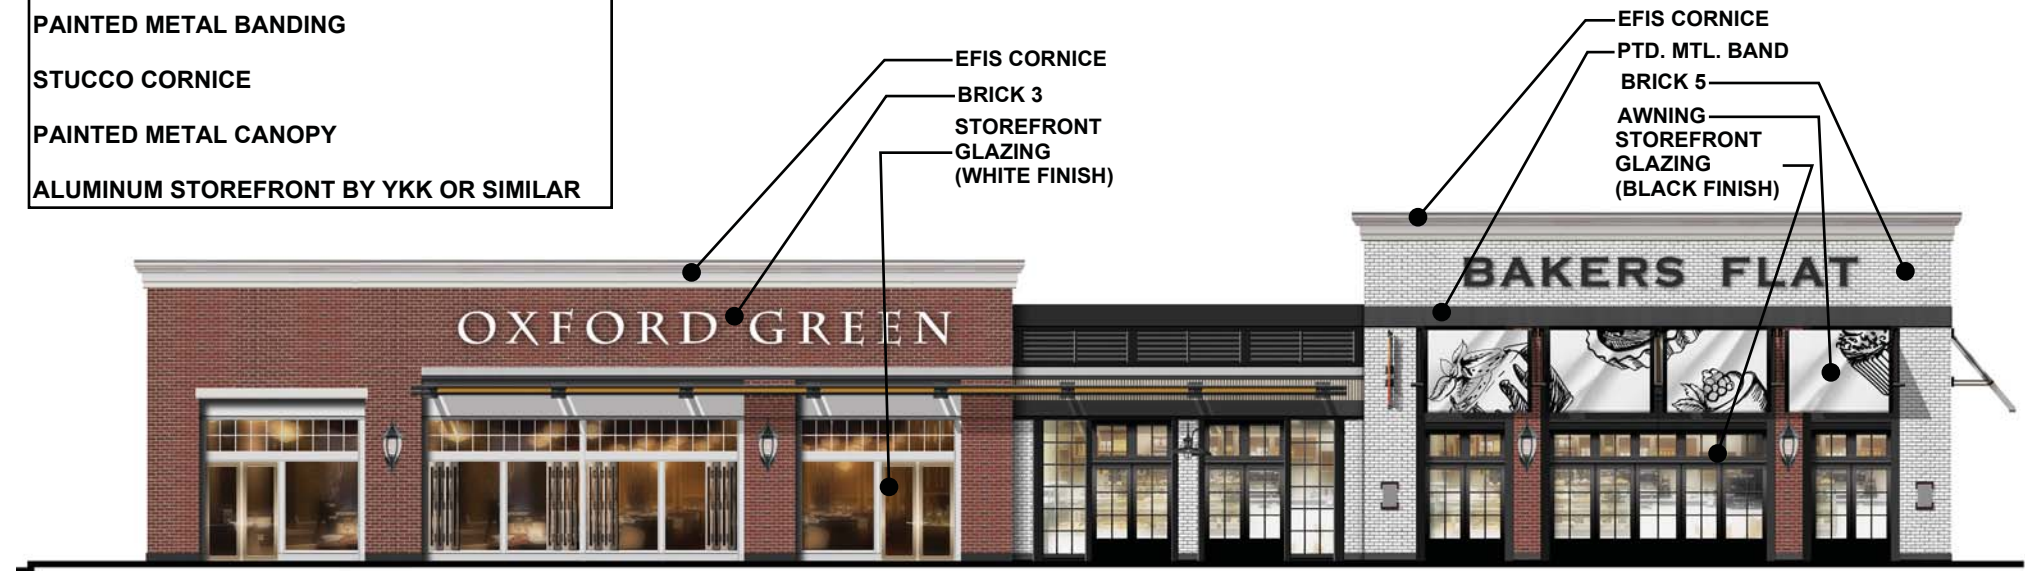 PAINTED METAL BANDING
STUCCO CORNICE
PAINTED METAL CANOPY
ALUMINUM STOREFRONT BY YKK OR SIMILAR
EFIS CORNICE
BRICK 3
STOREFRONT
GLAZING
(WHITE FINISH)
EFIS CORNICE
PTD. MTL. BAND
BRICK 5
AWNING
STOREFRONT
GLAZING
(BLACK FINISH)
OXFORD GREEN
BAKERS FLAT